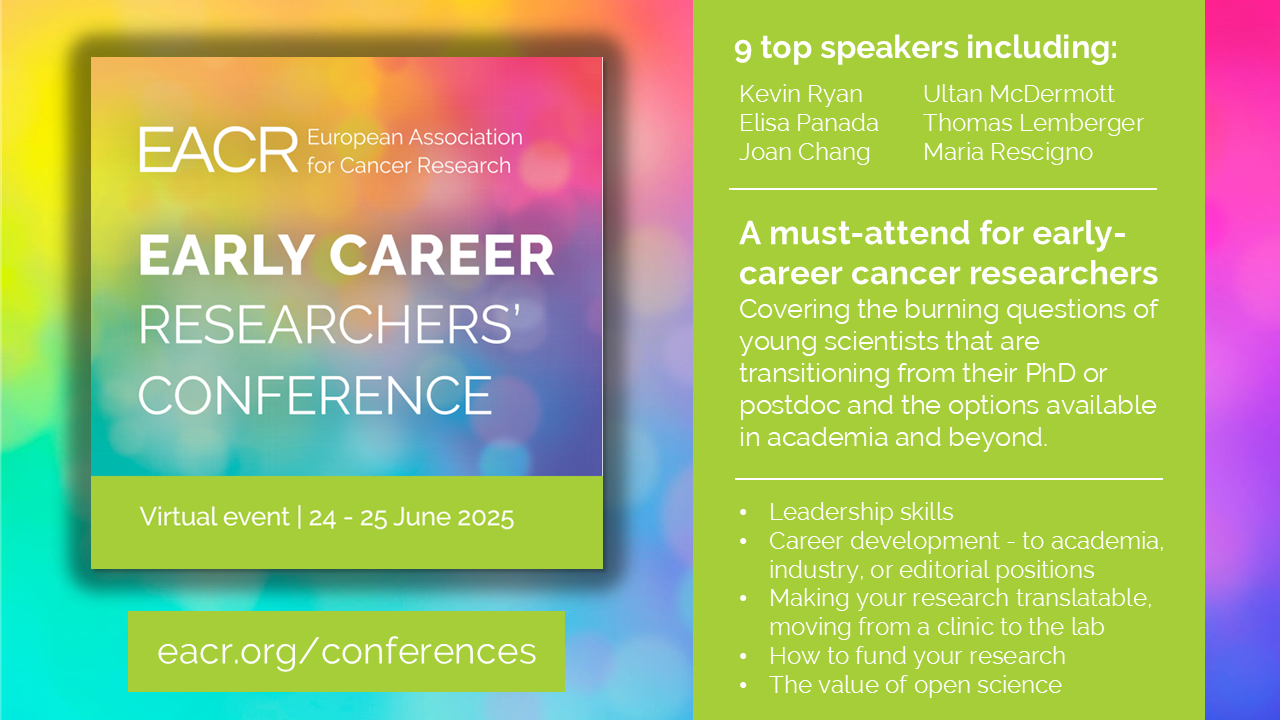 EACR European Association
for Cancer Research
EARLY CAREER
RESEARCHERS'
CONFERENCE
Virtual event | 24 - 25 June 2025
eacr.org/conferences
9 top speakers including:
Kevin Ryan
Elisa Panada
Joan Chang
Ultan McDermott
Thomas Lemberger
Maria Rescigno
A must-attend for early-
career cancer researchers
Covering the burning questions of
young scientists that are
transitioning from their PhD or
postdoc and the options available
in academia and beyond.
• Leadership skills
• Career development - to academia,
industry, or editorial positions
• Making your research translatable,
moving from a clinic to the lab
• How to fund your research
• The value of open science